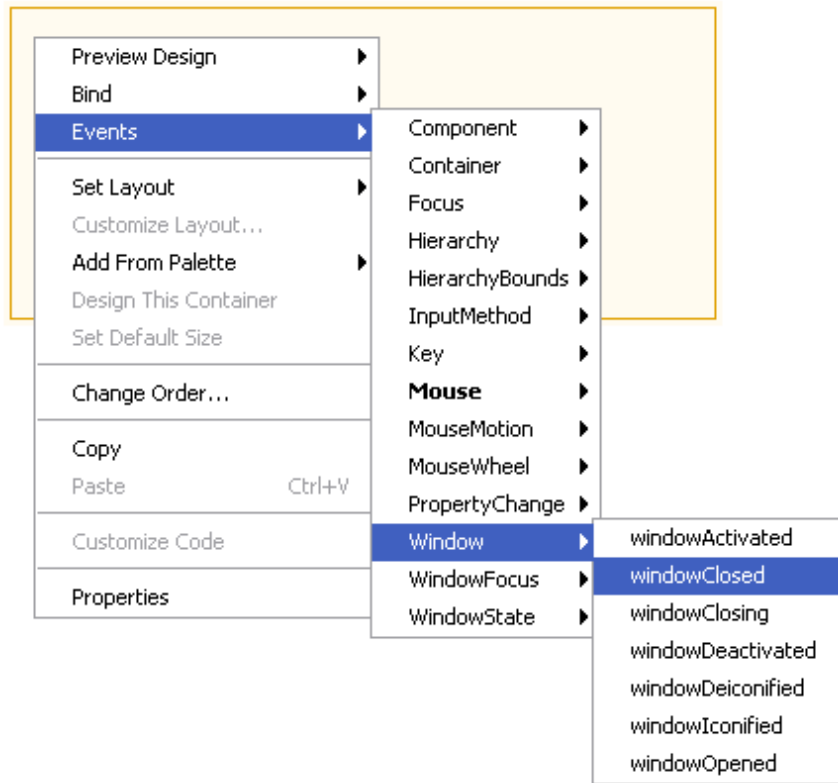 Preview Design
Bind
Events
Set Layout
Customize Layout...
Add From Palette
Design This Container
Set Default Size
Change Order...
Copy
Paste Ctrl+V
Customize Code
Properties
Component
Container
Focus
Hierarchy
HierarchyBounds
InputMethod
Key
Mouse
MouseMotion
MouseWheel
PropertyChange
Window
WindowFocus
WindowState
windowActivated
windowClosed
windowClosing
windowDeactivated
windowDeiconified
windowIconified
windowOpened